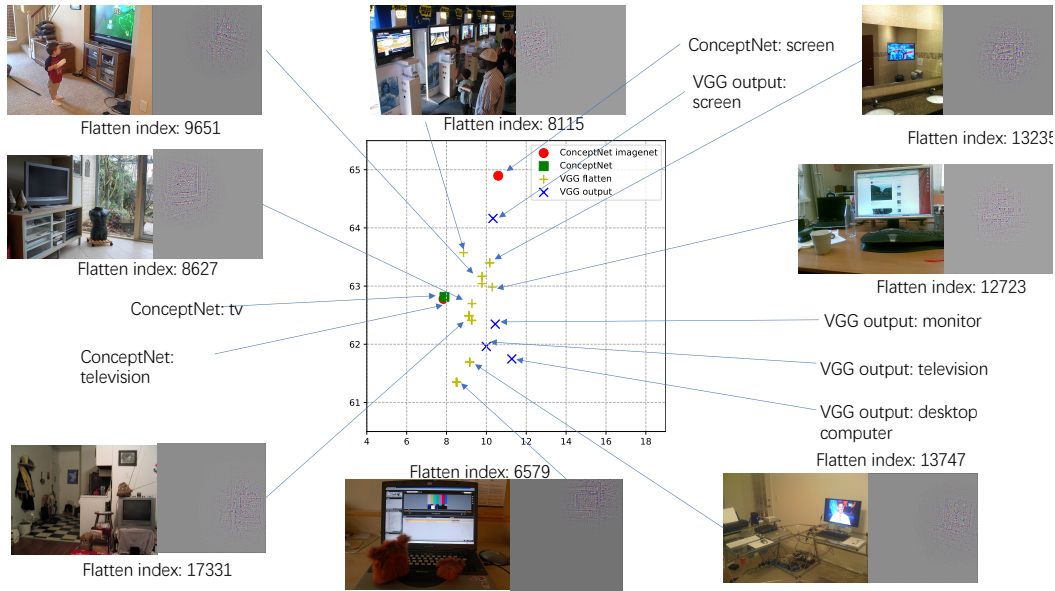 ConceptNet: screen
VGG output:
screen
Flatten index: 9651
Flatten index: 8115
Flatten index: 13235
ConceptNet imagenet
ConceptNet
VGG flatten
VGG output
65
64
63
62
61
4
6
8
10
12
14
16
18
Flatten index: 8627
Flatten index: 12723
ConceptNet: tv
ConceptNet:
television
VGG output: monitor
VGG output: television
VGG output: desktop
computer
Flatten index: 13747
Flatten index: 6579
Flatten index: 17331